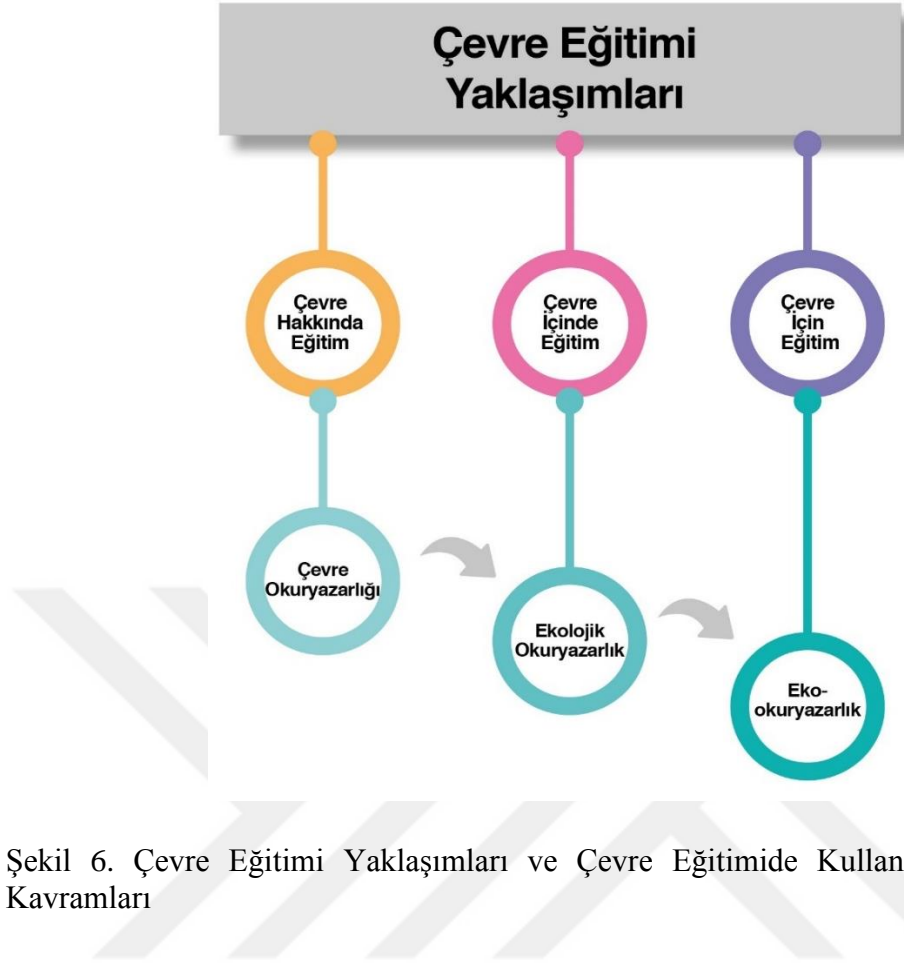 Çevre Eğitimi
Yaklaşımları
Çevre
Hakkında
Eğitim
Çevre
İçinde
Eğitim
Çevre
İçin
Eğitim
Çevre
Okuryazarlığı
Ekolojik
Okuryazarlık
Eko-
okuryazarlık
Şekil 6. Çevre Eğitimi Yaklaşımları ve Çevre Eğitimide Kullan
Kavramları